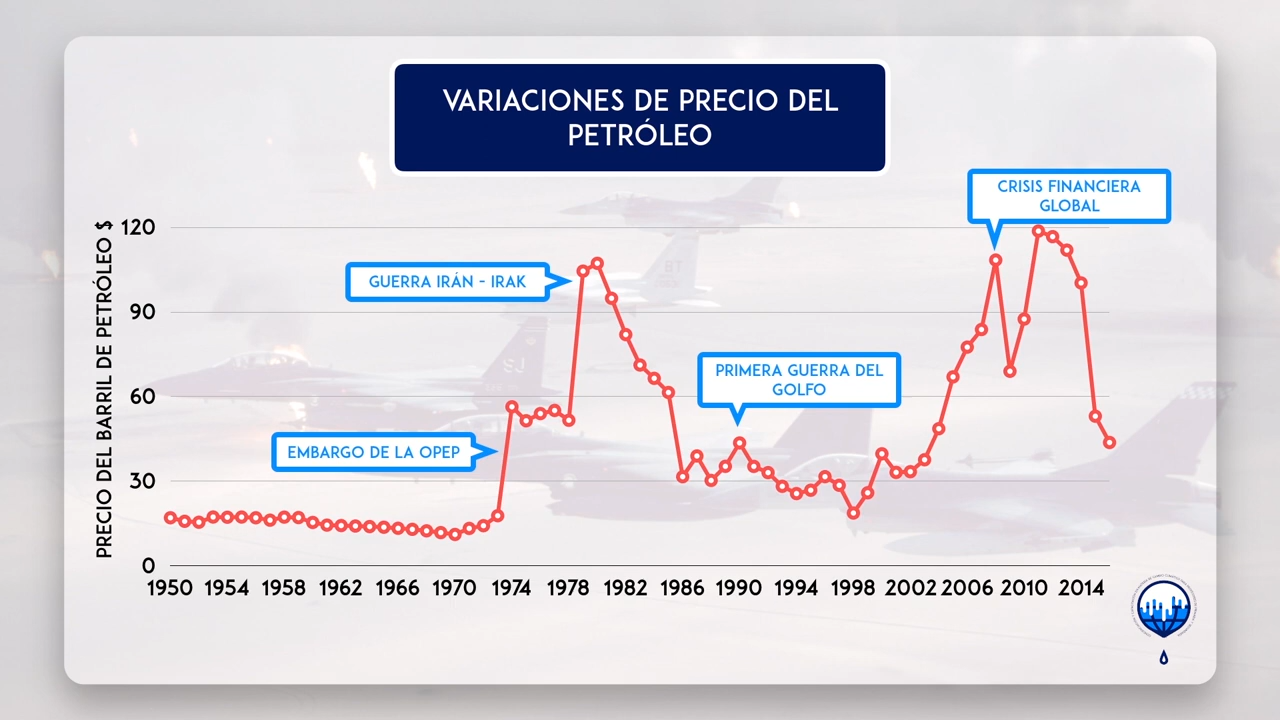 VARIACIONES DE PRECIO DEL
PETRÓLEO
CRISIS FINANCIERA
GLOBAL
PRECIO DEL BARRIL DE PETRÓLEO $
120
90
60
30
0
GUERRA IRÁN - IRAK
PRIMERA GUERRA DEL
GOLFO
EMBARGO DE LA OPEP
SJ
BT
1950 1954 1958 1962 1966 1970 1974 1978 1982 1986 1990 1994 1998 2002 2006 2010 2014